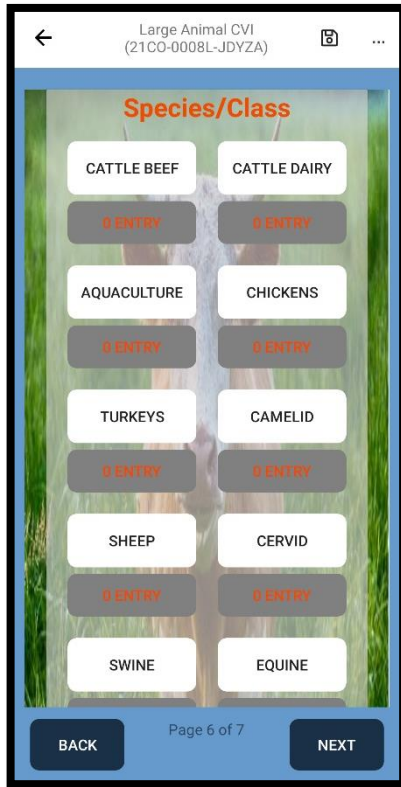 Large Animal CVI
(21CO-0008L-JDYZA)
...
Species/Class
CATTLE BEEF CATTLE DAIRY
0 ENTRY 0 ENTRY
AQUACULTURE CHICKENS
0 ENTRY 0 ENTRY
TURKEYS CAMELID
0 ENTRY 0 ENTRY
SHEEP CERVID
0 ENTRY 0 ENTRY
SWINE EQUINE
BACK Page 6 of 7 NEXT